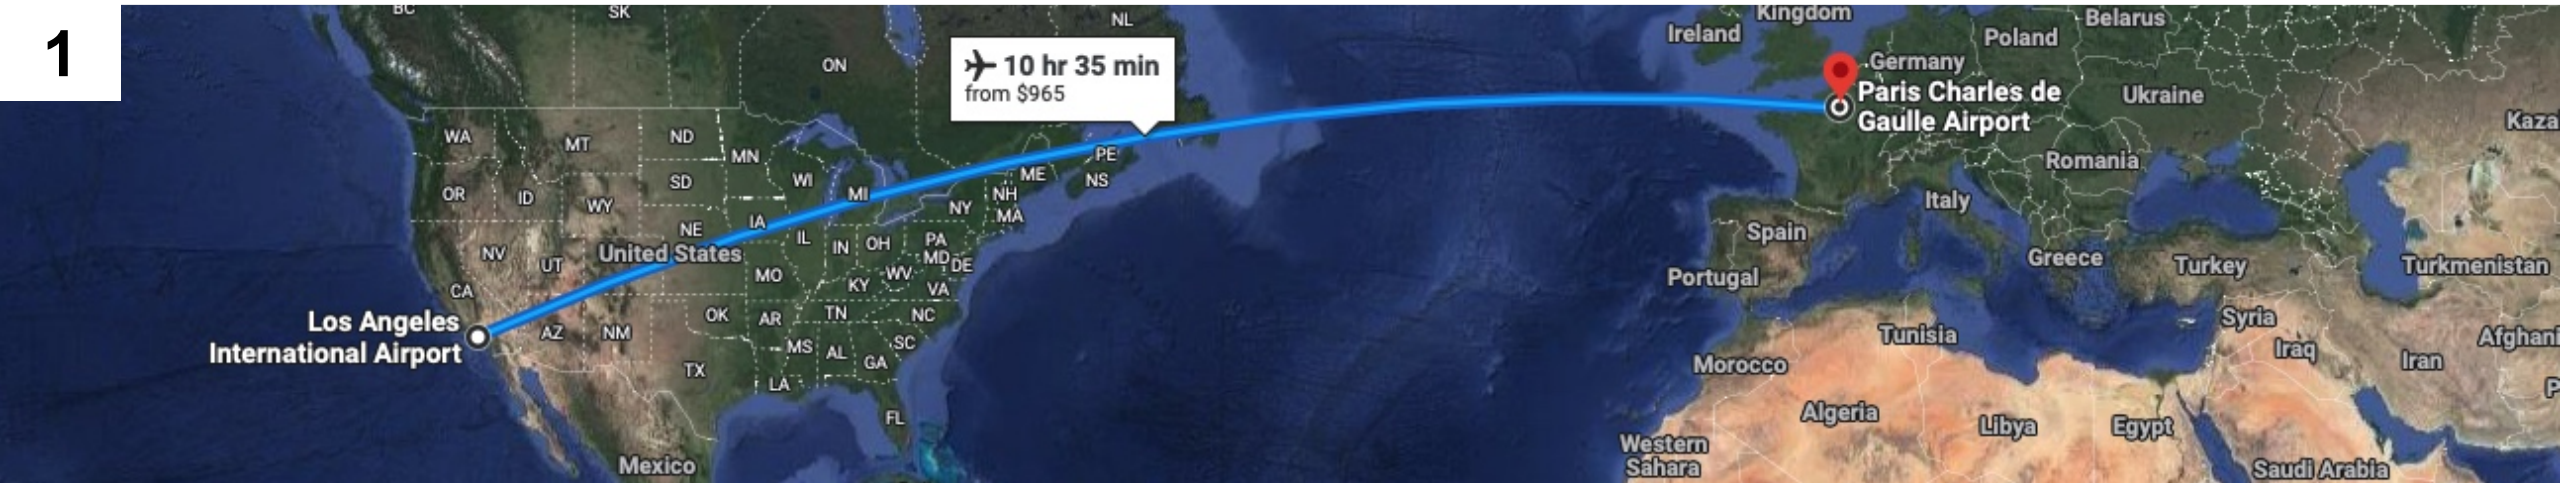 1
BC
SK
NL
ON
10 hr 35 min
from $965
Kingdom
Ireland
Belarus
Poland
Germany
Paris Charles de
Gaulle Airport
Ukraine
Romania
Italy
Spain
Portugal
Greece
Turkey
Turkmenistan
Syria
Iraq
Iran
Tunisia
Morocco
Algeria
Libya
Egypt
Western
Sahara
Saudi Arabia
WA
MT
ND
MN
OR
ID
WY
SD
WI
MI
PE
ME
NS
NH
NY
MA
NE
IA
IL
IN
OH
PA
MD
DE
NV
UT
United States
MO
KY
WV
VA
CA
Los Angeles
International Airport
AZ
NM
OK
AR
TN
NC
MS
AL
GA
SC
TX
LA
FL
Mexico